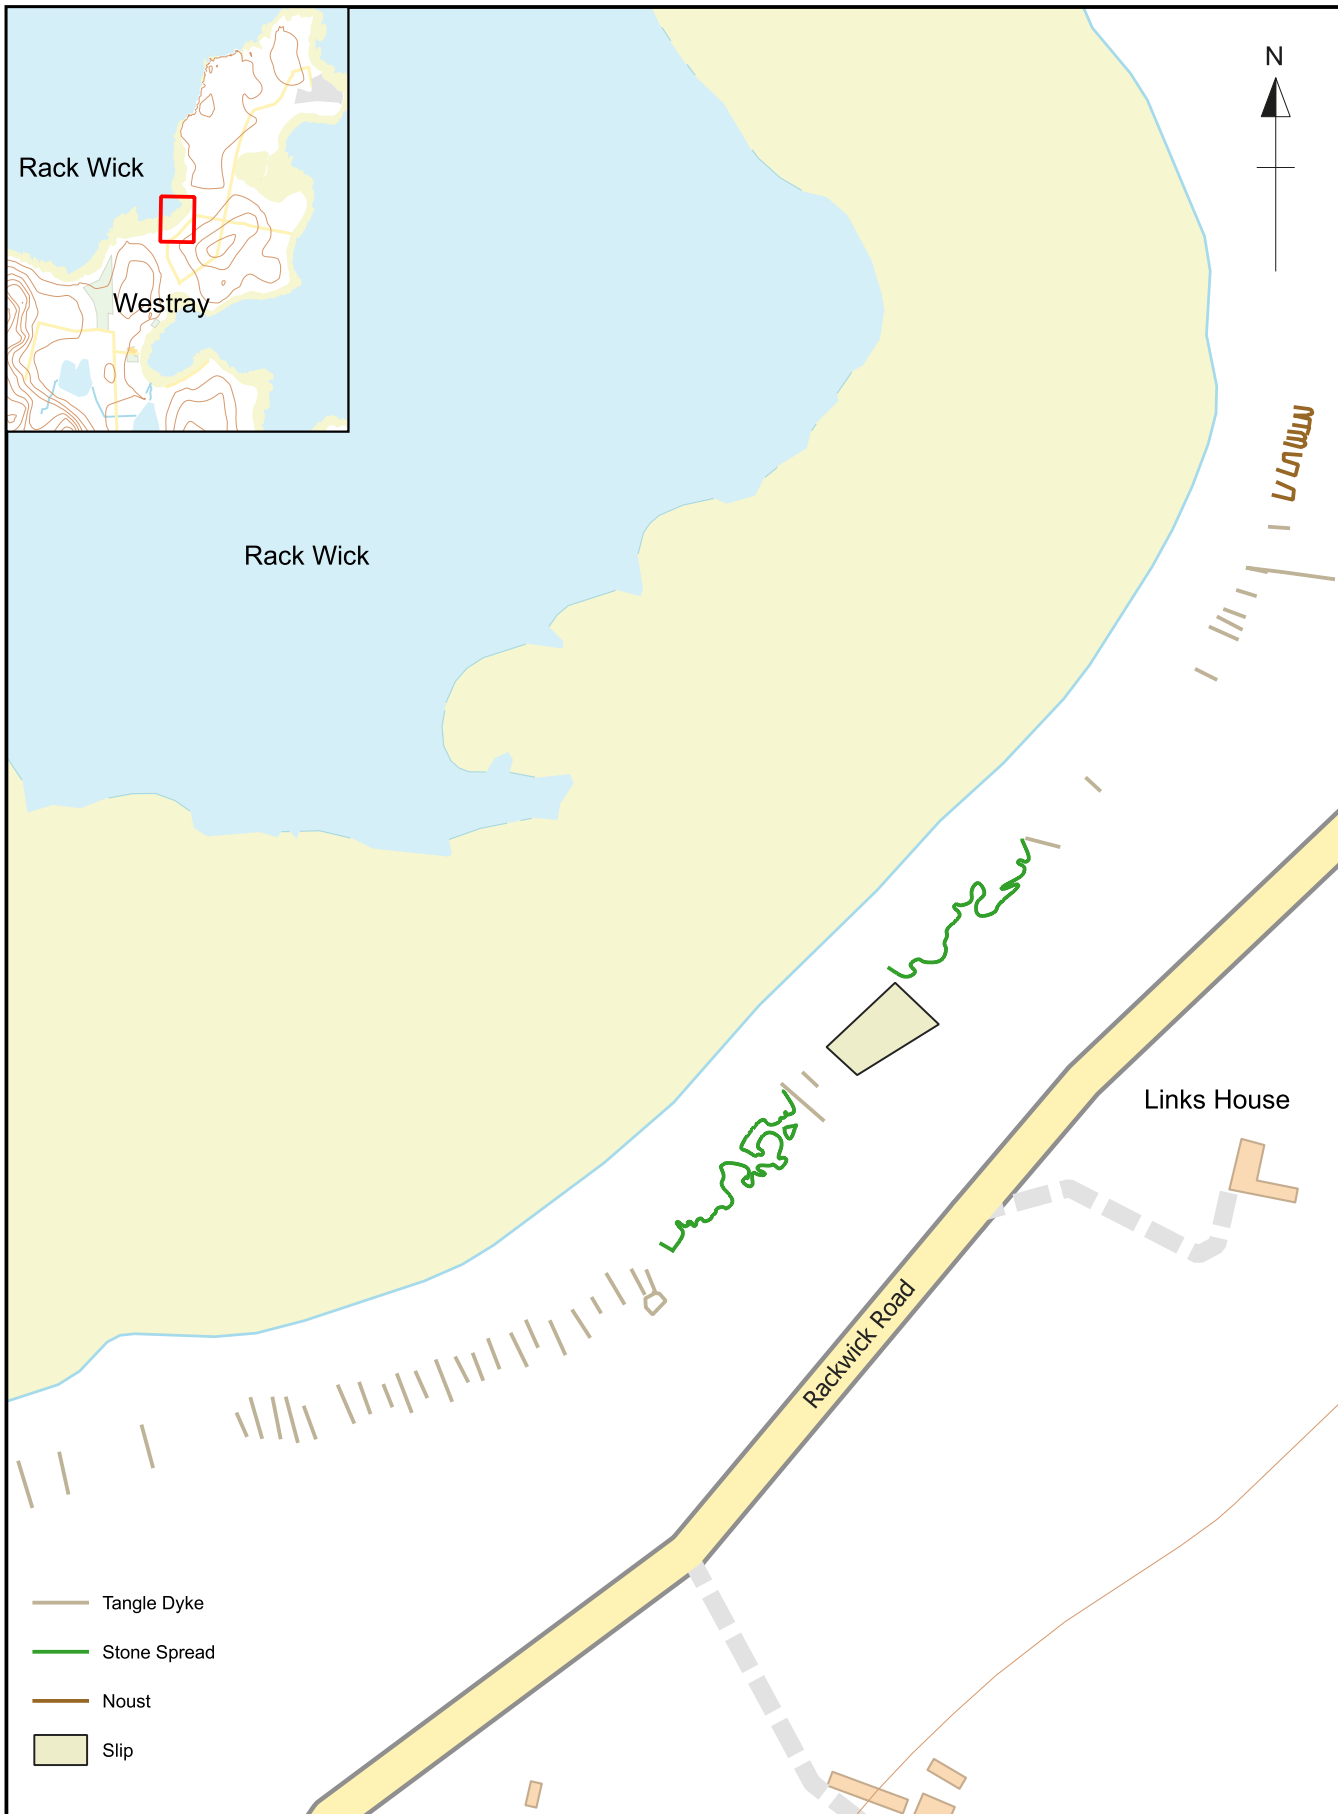 N
Rack Wick
Westray
Rack Wick
Links House
Rackwick Road
Tangle Dyke
Stone Spread
Noust
Slip